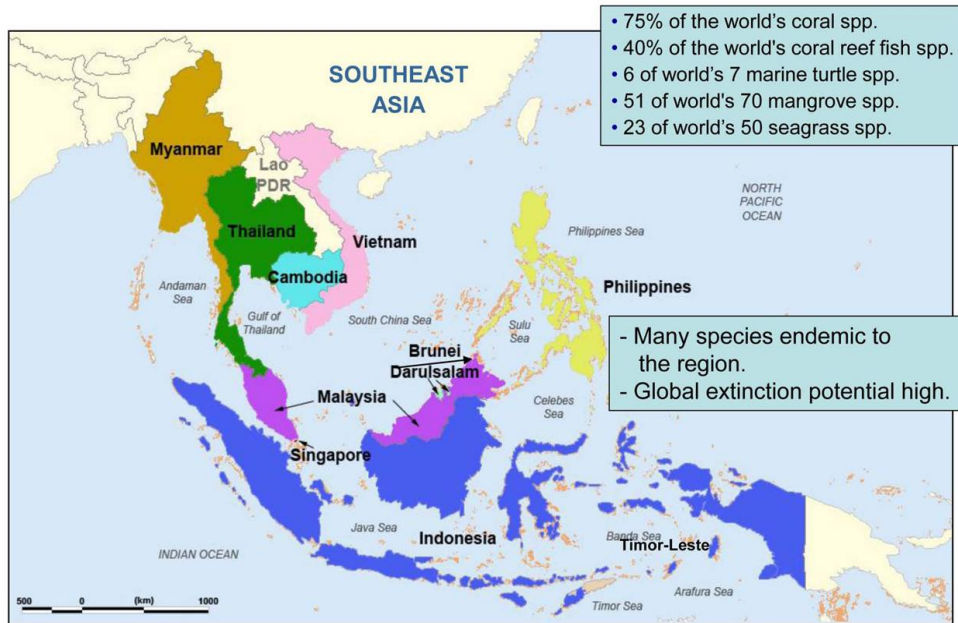 • 75% of the world’s coral spp.
• 40% of the world's coral reef fish spp.
• 6 of world’s 7 marine turtle spp.
• 51 of world's 70 mangrove spp.
• 23 of world’s 50 seagrass spp.
SOUTHEAST
ASIA
Myanmar
Lao
PDR
NORTH
PACIFIC
OCEAN
Thailand
Vietnam
Philippines Sea
Cambodia
Andaman
Sea
Philippines
Gulf of
Thailand
South China Sea
Sulu
Sea
- Many species endemic to
the region.
- Global extinction potential high.
Brunei
Darulsalam
Malaysia
Celebes
Sea
Singapore
Java Sea
Indonesia
Banda Sea
Timor-Leste
INDIAN OCEAN
Arafura Sea
Timor Sea
500 0 (km) 1000